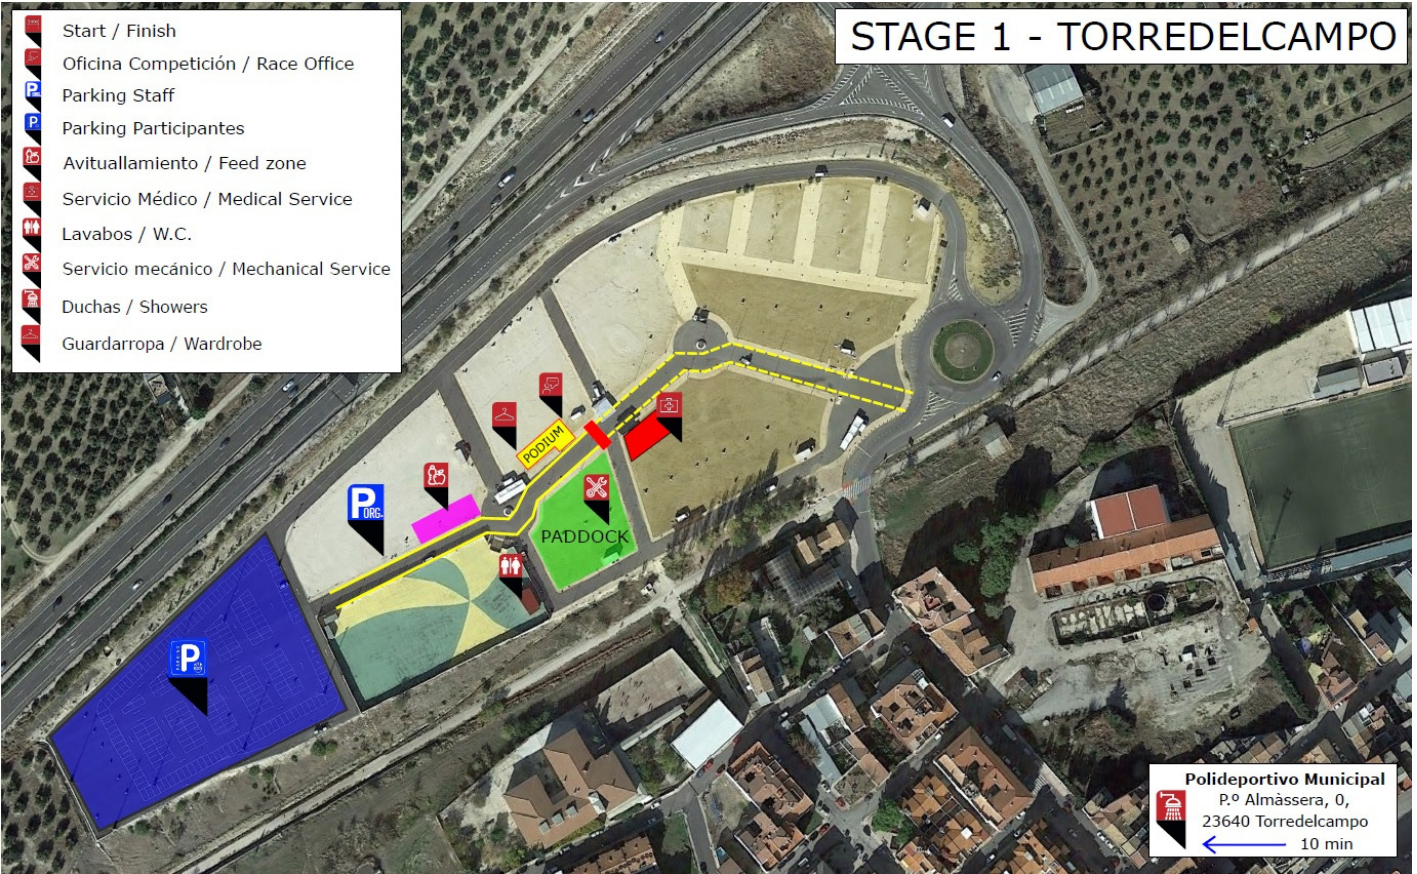 STAGE 1 - TORREDELCAMPO
Start / Finish
Oficina Competición / Race Office
Parking Staff
Parking Participantes
Avituallamiento / Feed zone
Servicio Médico / Medical Service
Lavabos / W.C.
Servicio mecánico / Mechanical Service
Duchas / Showers
Guardarropa / Wardrobe
PODIUM
P
ORG.
PADDOCK
PARKING
P
Polideportivo Municipal
P.º Almàssera, 0,
23640 Torredelcampo
10 min